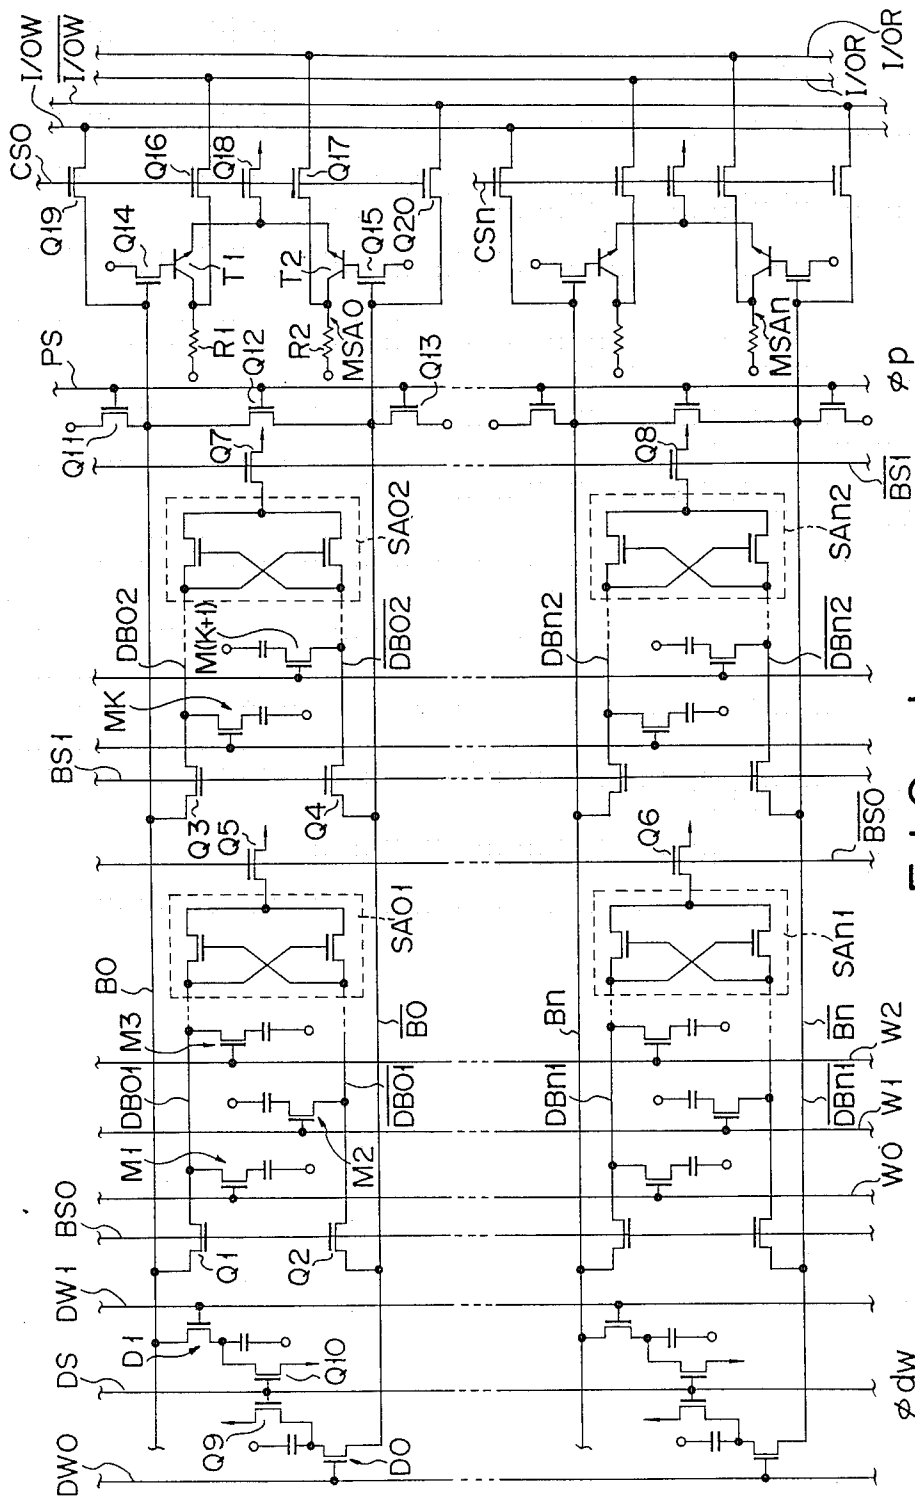 DW0
DS
DW1
BS0
BS1
PS
CS0
I/OW
I/OW
D1
Q9
Q10
D0
φdw
Q1
Q2
B0
DB01
M1
M3
M2
DB01
B0
SA01
Q5
Q3
Q4
MK
DB02
M(K+1)
DB02
SA02
Q7
Q11
Q12
Q13
R1
R2
MSA0
Q14
T1
T2
Q15
Q19
Q16
Q18
Q17
Q20
I/OR
I/OR
CSn
Bn
DBn1
W0
W1
DBn1
Bn
W2
SAn1
Q6
BS0
DBn2
DBn2
SAn2
Q8
BS1
φp
MSAn